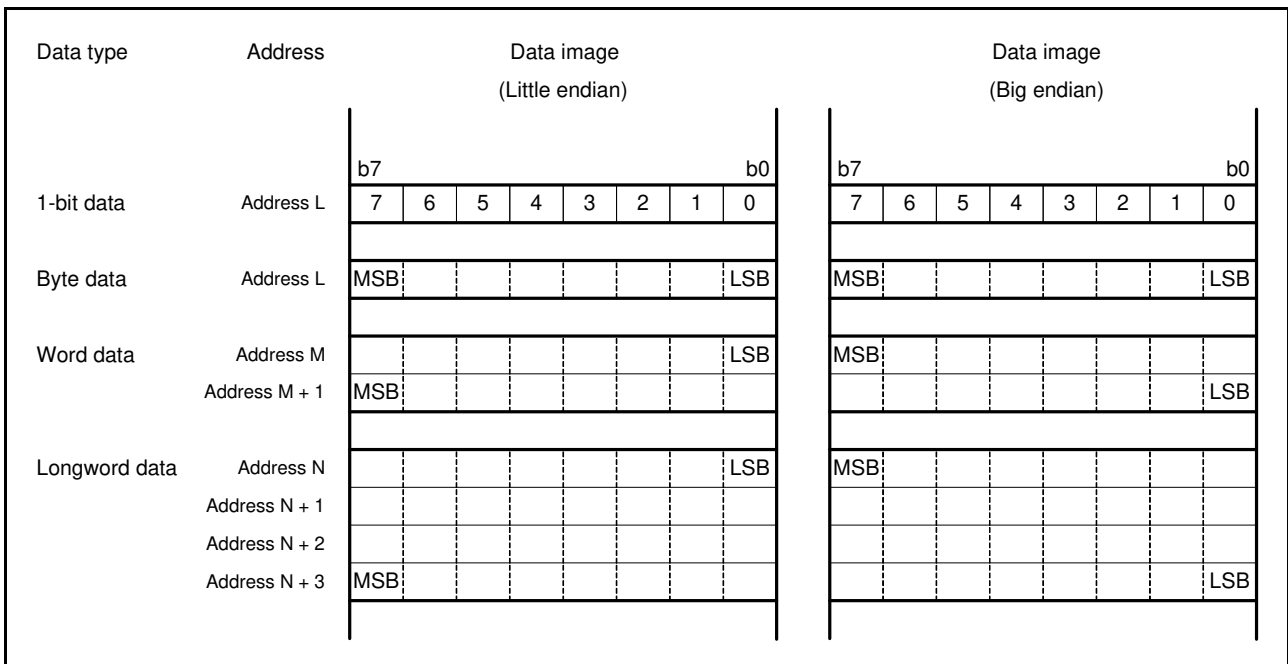 Data type Address Data image Data image
(Little endian) (Big endian)
b7 b0 b7 b0
1-bit data Address L 7 6 5 4 3 2 1 0 7 6 5 4 3 2 1 0
Byte data Address L MSB LSB MSB LSB
Word data Address M LSB MSB
Address M + 1 MSB LSB
Longword data Address N LSB MSB
Address N + 1
Address N + 2
Address N + 3 MSB LSB